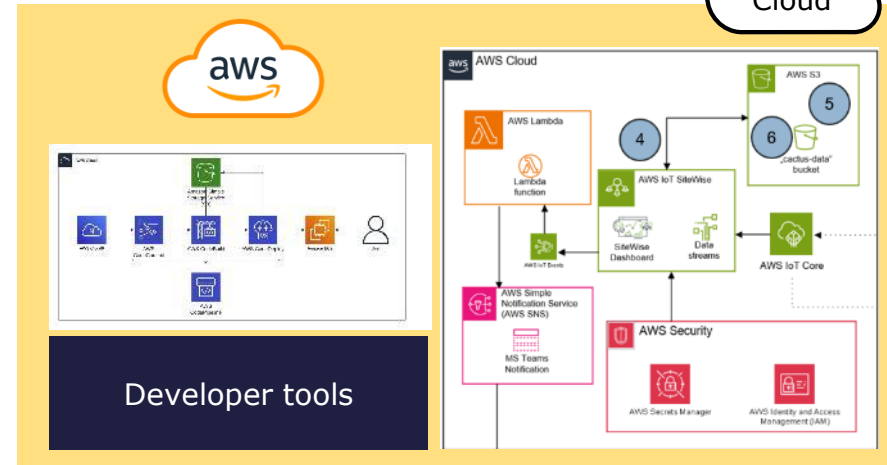 Cloud
aws
AWS
Developer tools
aws AWS Cloud
AWS Lambda
Lambda
function
4
AWS S3
5
6
„cactus-data"
bucket
AWS IoT SiteWise
SiteWise
Dashboard
Data
streams
AWS IoT Events
AWS IoT Core
AWS Simple
Notification Service
(AWS SNS)
MS Teams
Notification
AWS Security
AWS Secrets Manager
AWS Identity and Access
Management (IAM)